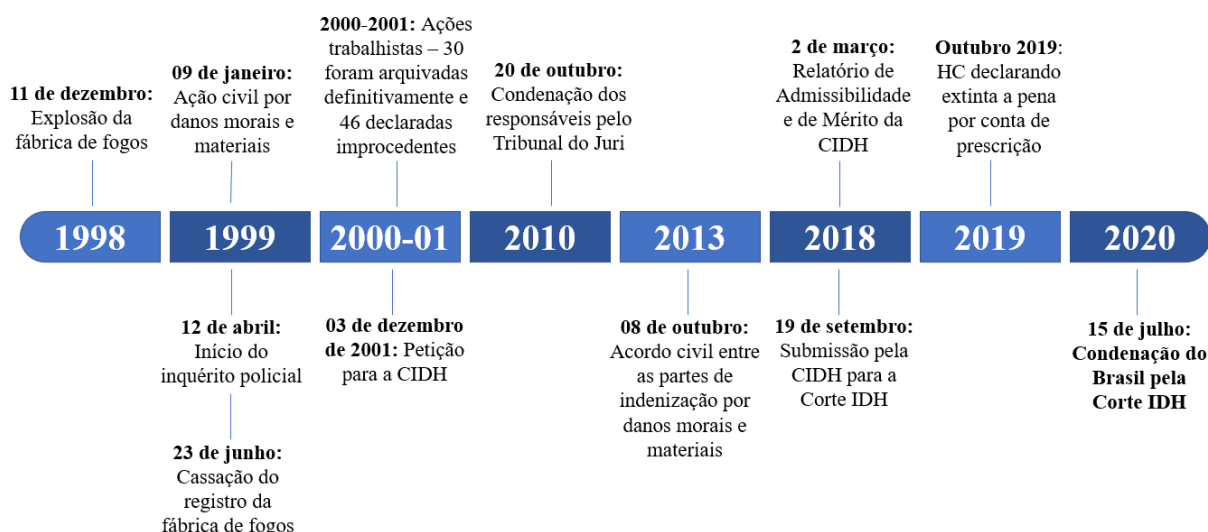 11 de dezembro:
Explosão da
fábrica de fogos
09 de janeiro:
Ação civil por
danos morais e
materiais
2000-2001: Ações
trabalhistas – 30
foram arquivadas
definitivamente e
46 declaradas
improcedentes
20 de outubro:
Condenação dos
responsáveis pelo
Tribunal do Juri
2 de março:
Relatório de
Admissibilidade
e de Mérito da
CIDH
Outubro 2019:
HC declarando
extinta a pena
por conta de
prescrição
1998
1999
2000-01
2010
2013
2018
2019
2020
12 de abril:
Início do
inquérito policial
23 de junho:
Cassação do
registro da
fábrica de fogos
03 de dezembro
de 2001: Petição
para a CIDH
08 de outubro:
Acordo civil entre
as partes de
indenização por
danos morais e
materiais
19 de setembro:
Submissão pela
CIDH para a
Corte IDH
15 de julho:
Condenação do
Brasil pela
Corte IDH